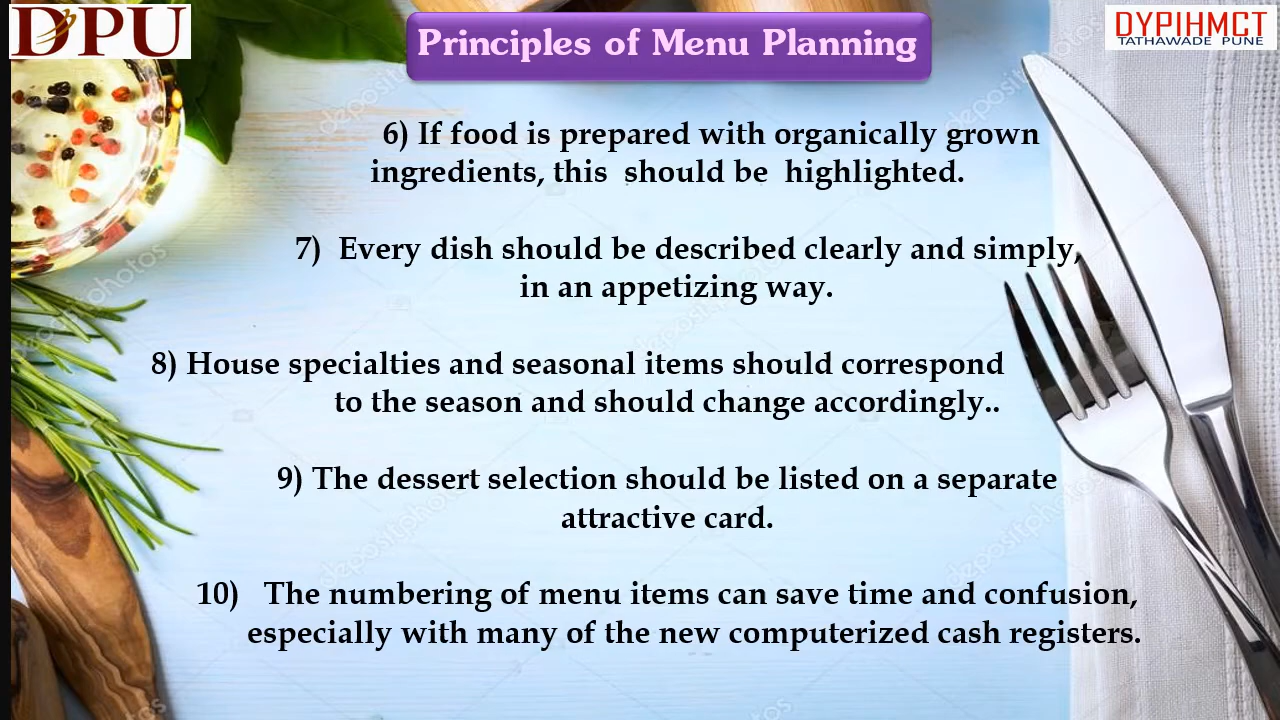 DPU
Principles of Menu Planning
DYPIHMCT
TATHAWADE PUNE
6) If food is prepared with organically grown
ingredients, this should be highlighted.
7) Every dish should be described clearly and simply,
in an appetizing way.
8) House specialties and seasonal items should correspond
to the season and should change accordingly..
9) The dessert selection should be listed on a separate
attractive card.
10) The numbering of menu items can save time and confusion,
especially with many of the new computerized cash registers.
depositphotos